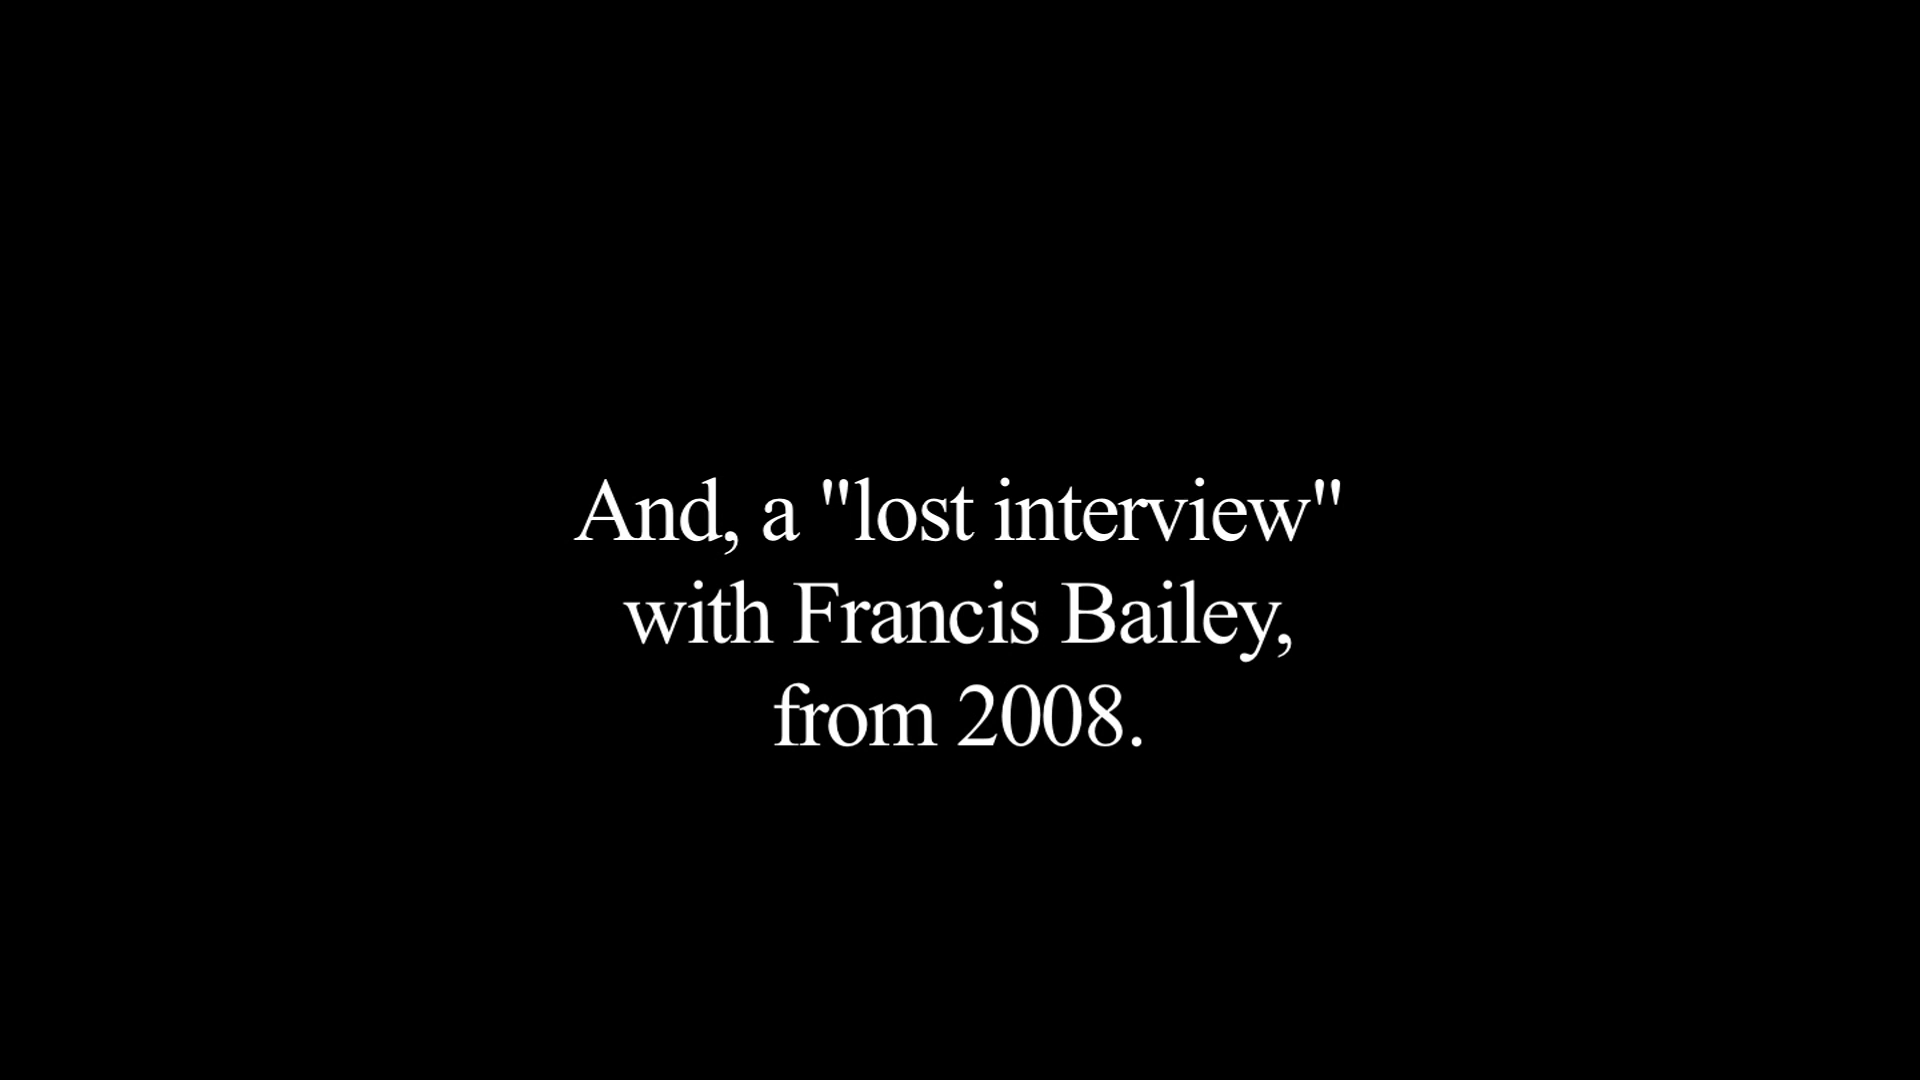 And, a "lost interview"
with Francis Bailey,
from 2008.